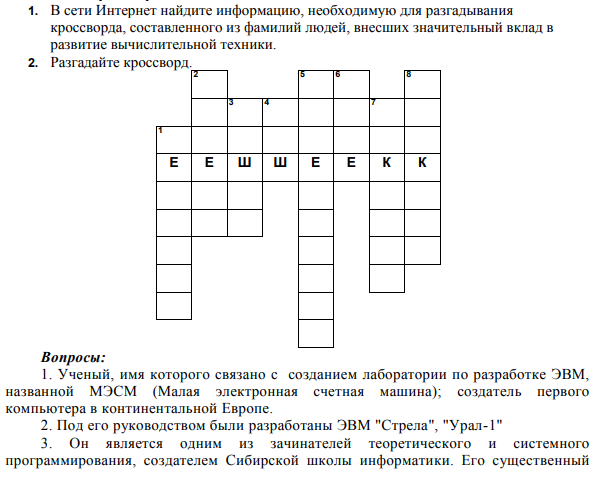 1. В сети Интернет найдите информацию, необходимую для разгадывания
кроссворда, составленного из фамилий людей, внесших значительный вклад в
развитие вычислительной техники.
2. Разгадайте кроссворд.
2 5 6 8
3 4 7
1
Е Е Ш Ш Е Е К К
Вопросы:
1. Ученый, имя которого связано с созданием лаборатории по разработке ЭВМ,
названной МЭСМ (Малая электронная счетная машина); создатель первого
компьютера в континентальной Европе.
2. Под его руководством были разработаны ЭВМ "Стрела", "Урал-1"
3. Он является одним из зачинателей теоретического и системного
программирования, создателем Сибирской школы информатики. Его существенный